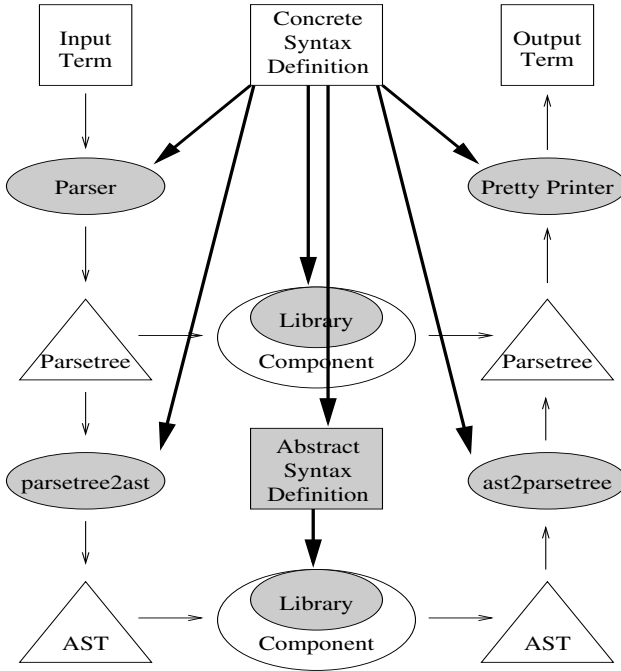 Input
Term
Concrete
Syntax
Definition
Output
Term
Parser
Pretty Printer
Parsetree
Library
Component
Parsetree
parsetree2ast
Abstract
Syntax
Definition
ast2parsetree
AST
Library
Component
AST